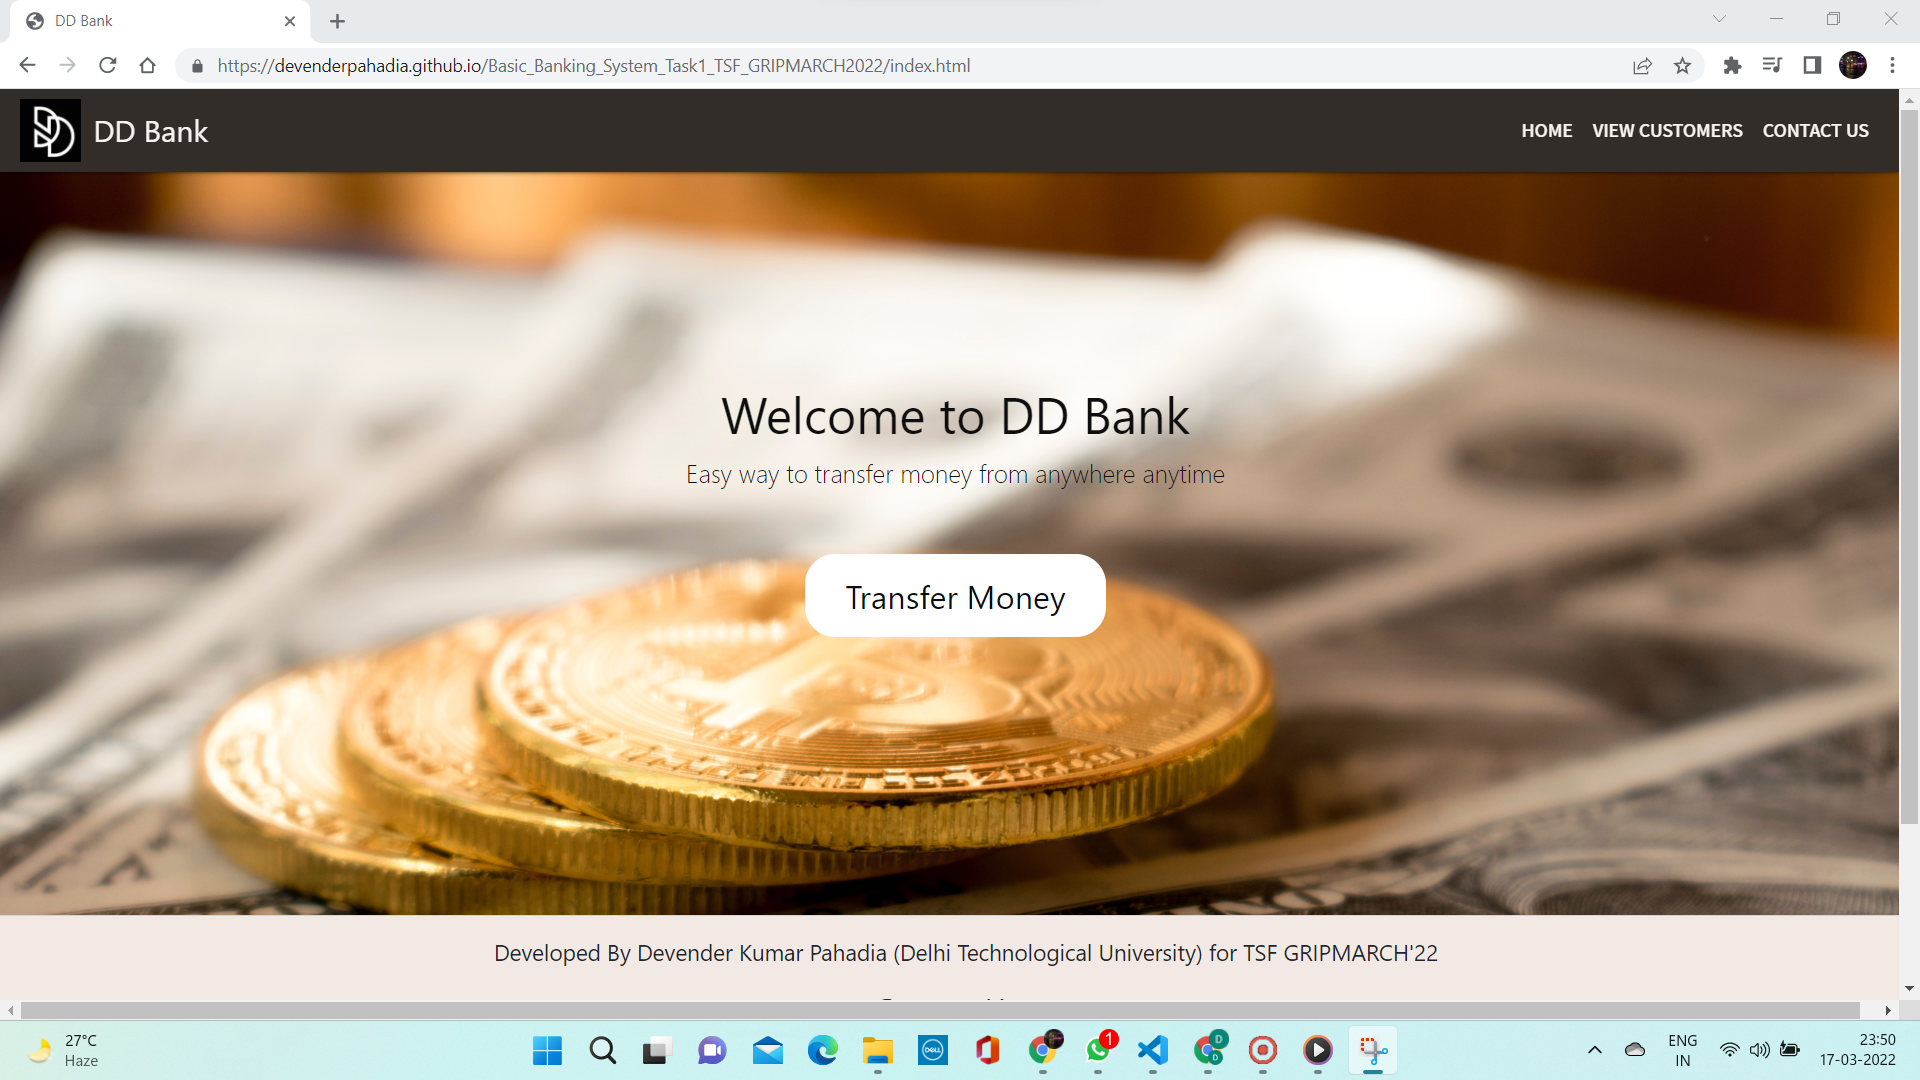 DD Bank
https://devenderpahadia.github.io/Basic_Banking_System_Task1_TSF_GRIPMARCH2022/index.html
DD Bank
HOME VIEW CUSTOMERS CONTACT US
Welcome to DD Bank
Easy way to transfer money from anywhere anytime
Transfer Money
Developed By Devender Kumar Pahadia (Delhi Technological University) for TSF GRIPMARCH'22
27°C
Haze
DELL
1
D
D
ENG
IN
23:50
17-03-2022